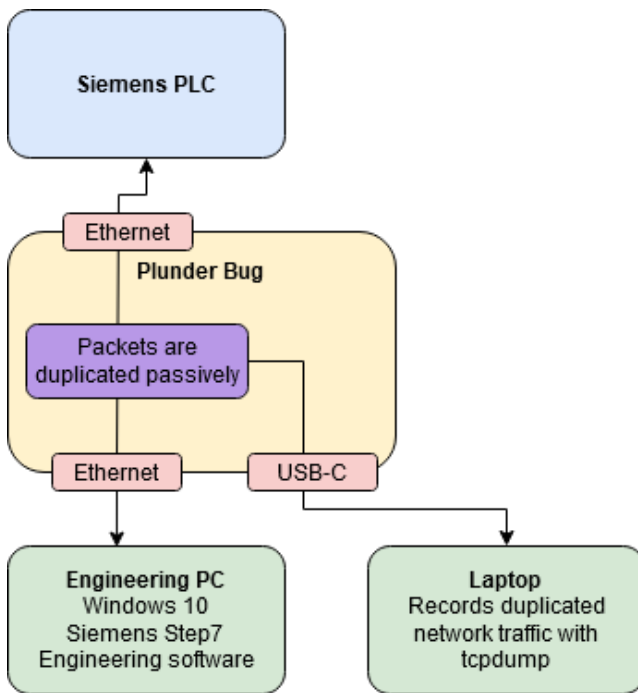 Siemens PLC
Ethernet
Plunder Bug
Packets are
duplicated passively
Ethernet
USB-C
Engineering PC
Windows 10
Siemens Step7
Engineering software
Laptop
Records duplicated
network traffic with
tcpdump